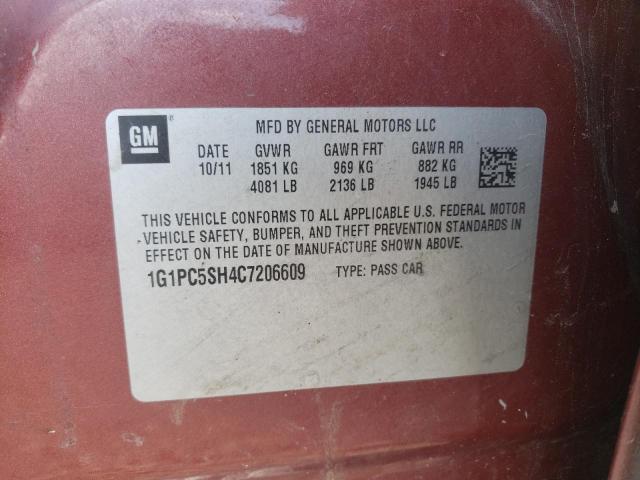 GM ®
MFD BY GENERAL MOTORS LLC
DATE GVWR GAWR FRT GAWR RR
10/11 1851 KG 969 KG 882 KG
4081 LB 2136 LB 1945 LB
THIS VEHICLE CONFORMS TO ALL APPLICABLE U.S. FEDERAL MOTOR
VEHICLE SAFETY, BUMPER, AND THEFT PREVENTION STANDARDS IN
EFFECT ON THE DATE OF MANUFACTURE SHOWN ABOVE.
1G1PC5SH4C7206609 TYPE: PASS CAR